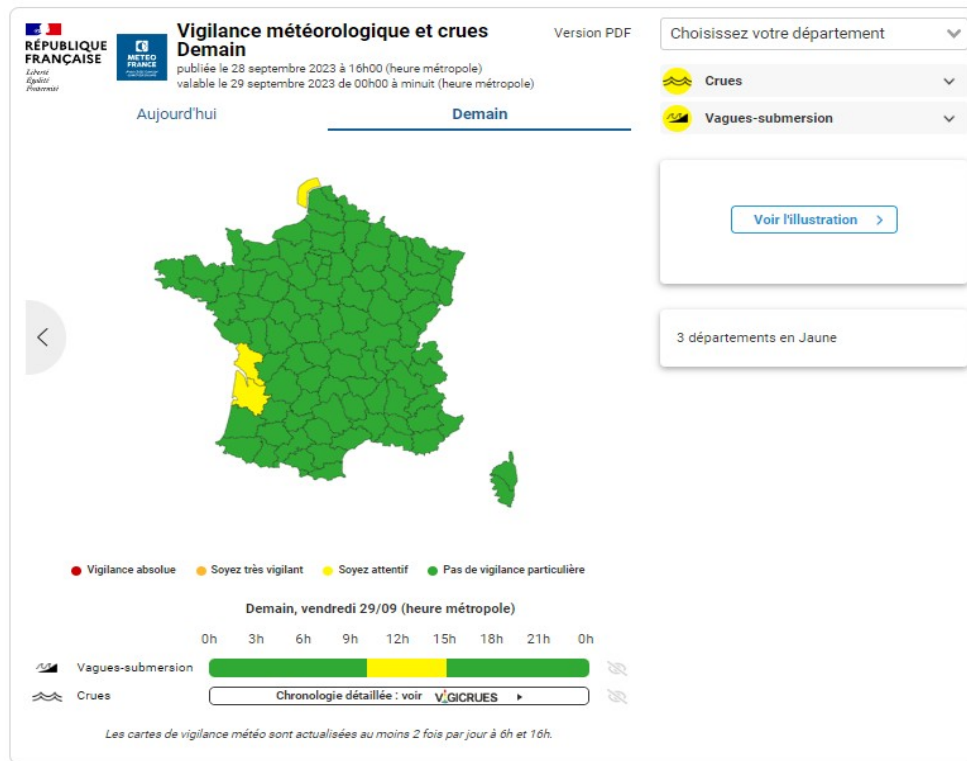 RÉPUBLIQUE
FRANÇAISE
Liberté
Égalité
Fraternité
METEO
FRANCE
Vigilance météorologique et crues
Demain
publiée le 28 septembre 2023 à 16h00 (heure métropole)
valable le 29 septembre 2023 de 00h00 à minuit (heure métropole)
Version PDF
Choisissez votre département
Crues
Vagues-submersion
Aujourd'hui
Demain
Voir l'illustration
3 départements en Jaune
Vigilance absolue
Soyez très vigilant
Soyez attentif
Pas de vigilance particulière
Demain, vendredi 29/09 (heure métropole)
0h 3h 6h 9h 12h 15h 18h 21h 0h
Vagues-submersion
Crues
Chronologie détaillée : voir VIGICRUES
Les cartes de vigilance météo sont actualisées au moins 2 fois par jour à 6h et 16h.